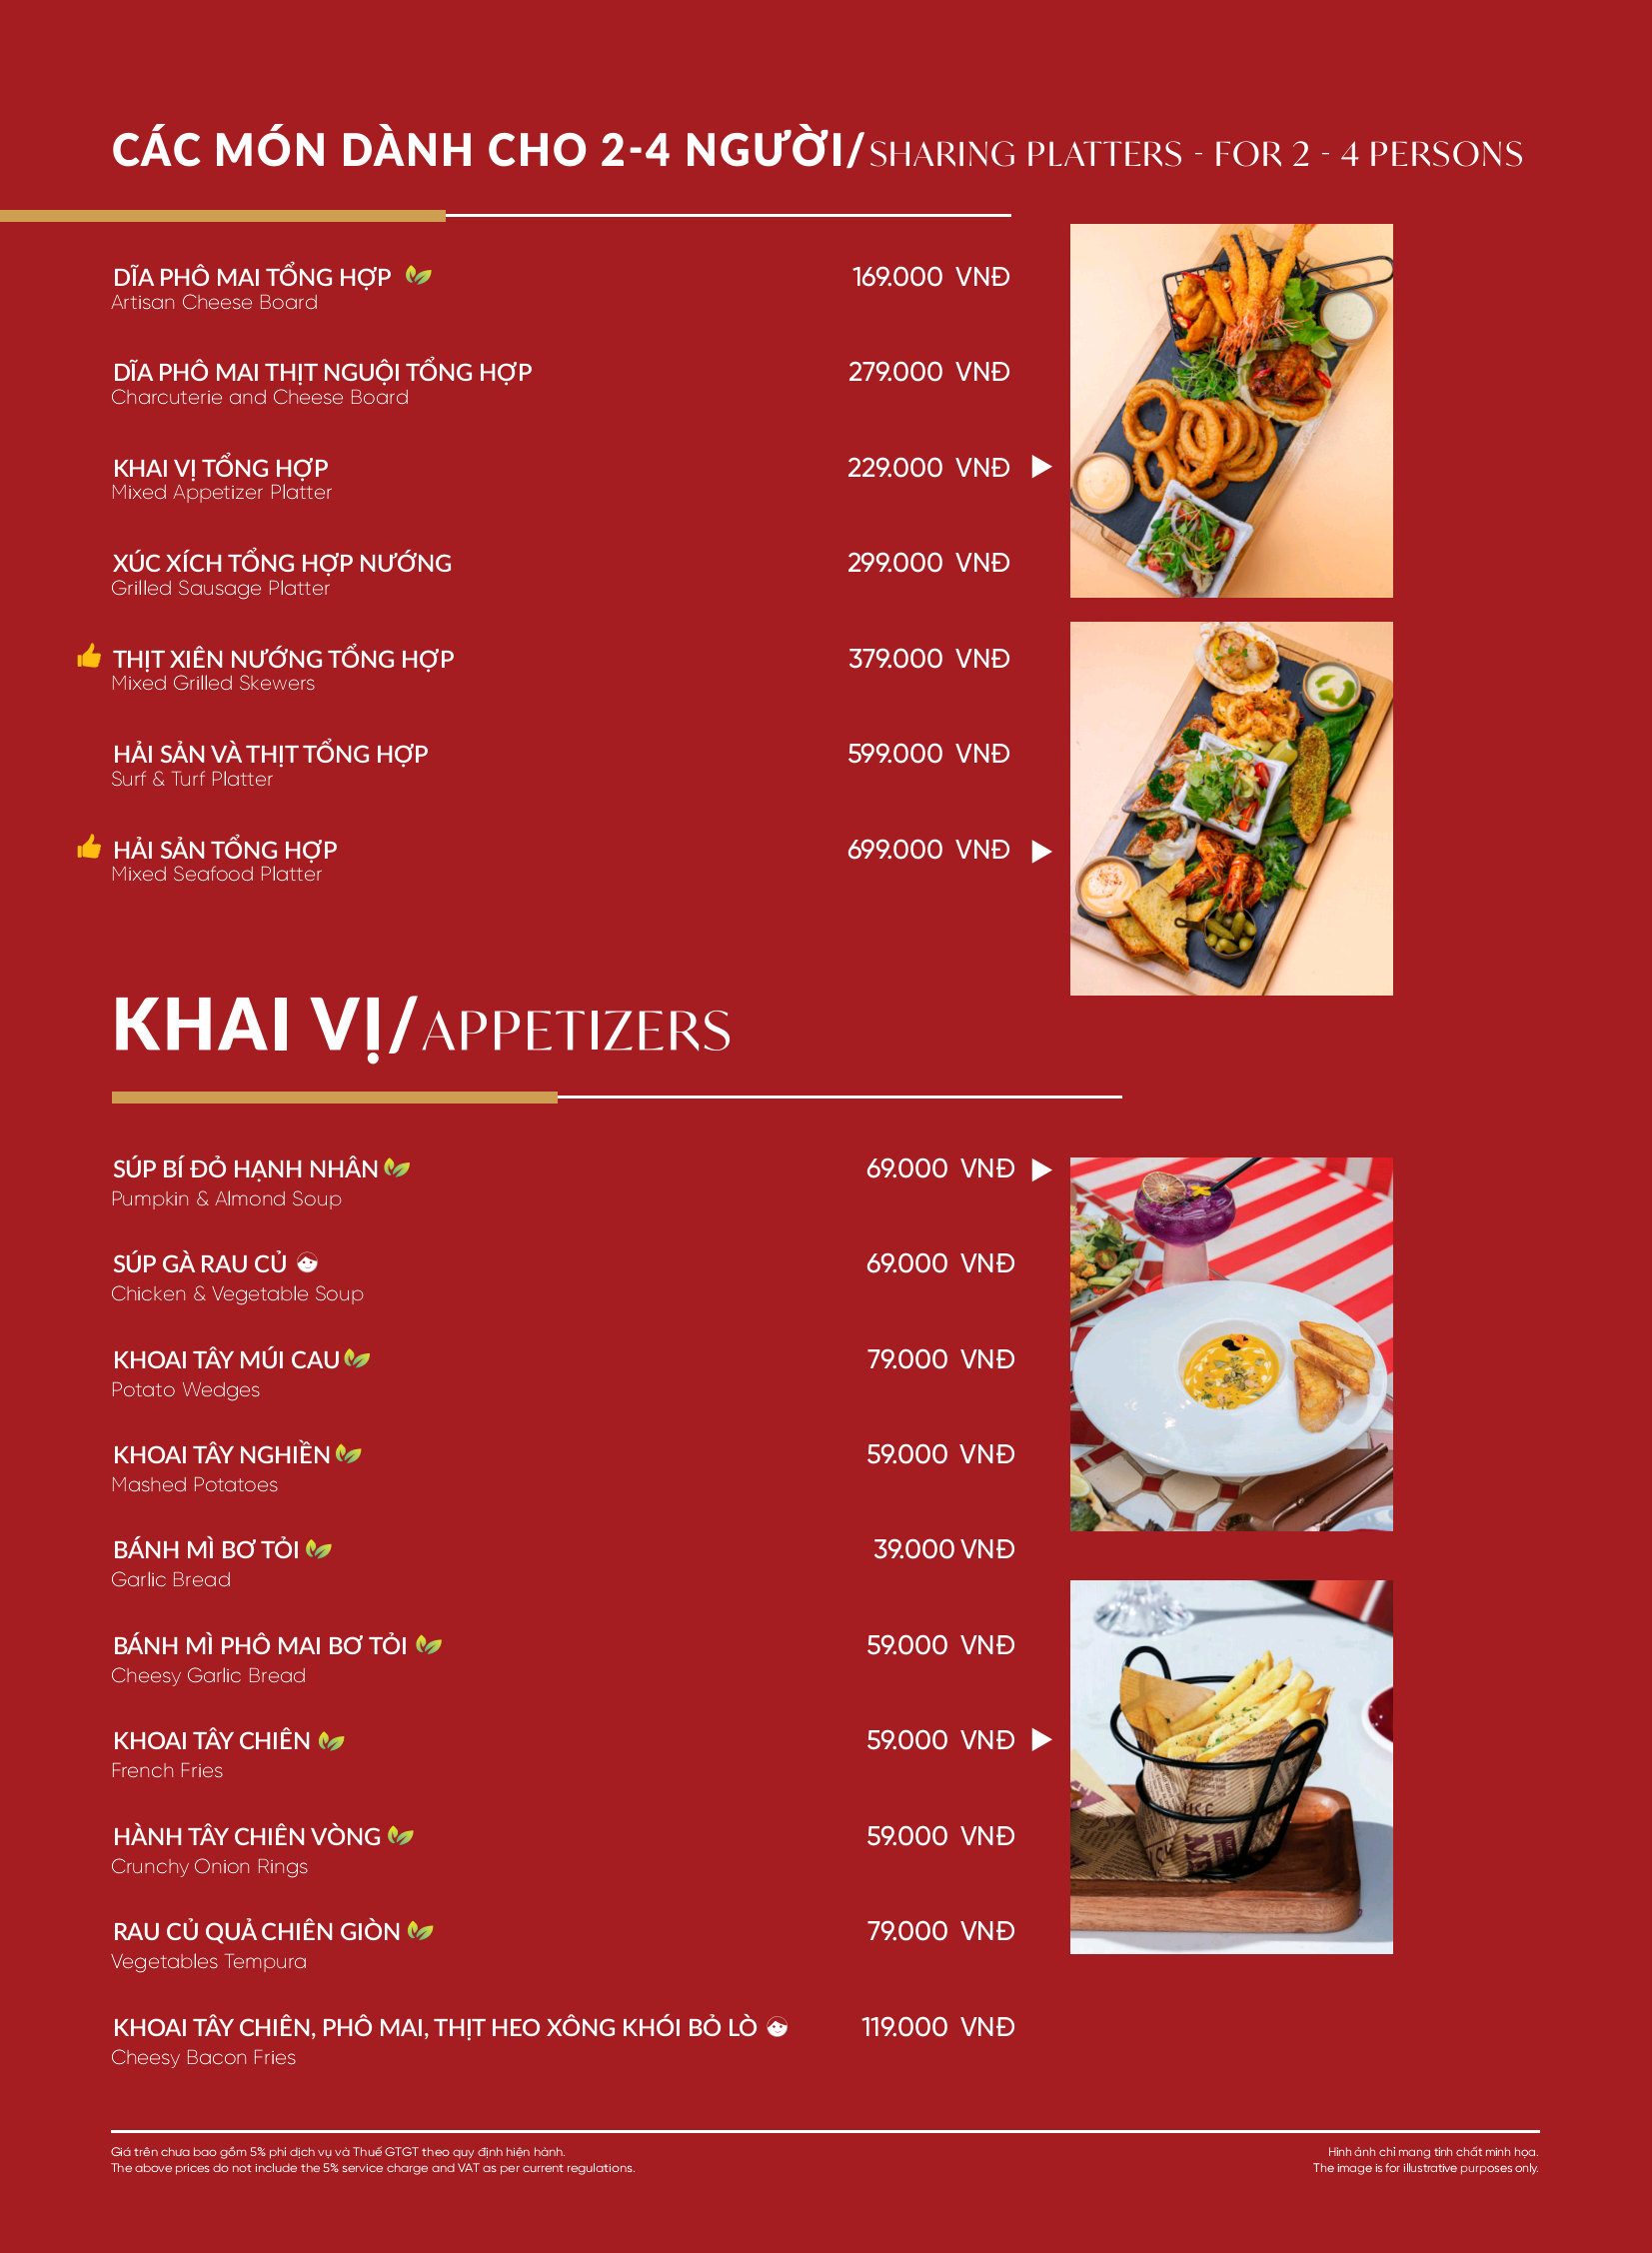 CÁC MÓN DÀNH CHO 2-4 NGƯỜI/SHARING PLATTERS - FOR 2 - 4 PERSONS
DĨA PHÔ MAI TỔNG HỢP 169.000 VNĐ
Artisan Cheese Board
DĨA PHÔ MAI THỊT NGUỘI TỔNG HỢP 279.000 VNĐ
Charcuterie and Cheese Board
KHAI VỊ TỔNG HỢP 229.000 VNĐ
Mixed Appetizer Platter
XÚC XÍCH TỔNG HỢP NƯỚNG 299.000 VNĐ
Grilled Sausage Platter
THỊT XIÊN NƯỚNG TỔNG HỢP 379.000 VNĐ
Mixed Grilled Skewers
HẢI SẢN VÀ THỊT TỔNG HỢP 599.000 VNĐ
Surf & Turf Platter
HẢI SẢN TỔNG HỢP 699.000 VNĐ
Mixed Seafood Platter
KHAI VỊ/APPETIZERS
SÚP BÍ ĐỎ HẠNH NHÂN 69.000 VNĐ
Pumpkin & Almond Soup
SÚP GÀ RAU CỦ 69.000 VNĐ
Chicken & Vegetable Soup
KHOAI TÂY MÚI CAU 79.000 VNĐ
Potato Wedges
KHOAI TÂY NGHIỀN 59.000 VNĐ
Mashed Potatoes
BÁNH MÌ BƠ TỎI 39.000 VNĐ
Garlic Bread
BÁNH MÌ PHÔ MAI BƠ TỎI 59.000 VNĐ
Cheesy Garlic Bread
KHOAI TÂY CHIÊN 59.000 VNĐ
French Fries
HÀNH TÂY CHIÊN VÒNG 59.000 VNĐ
Crunchy Onion Rings
RAU CỦ QUẢ CHIÊN GIÒN 79.000 VNĐ
Vegetables Tempura
KHOAI TÂY CHIÊN, PHÔ MAI, THỊT HEO XÔNG KHÓI BỎ LÒ 119.000 VNĐ
Cheesy Bacon Fries
Giá trên chưa bao gồm 5% phí dịch vụ và Thuế GTGT theo quy định hiện hành.
The above prices do not include the 5% service charge and VAT as per current regulations.
Hình ảnh chỉ mang tính chất minh họa.
The image is for illustrative purposes only.